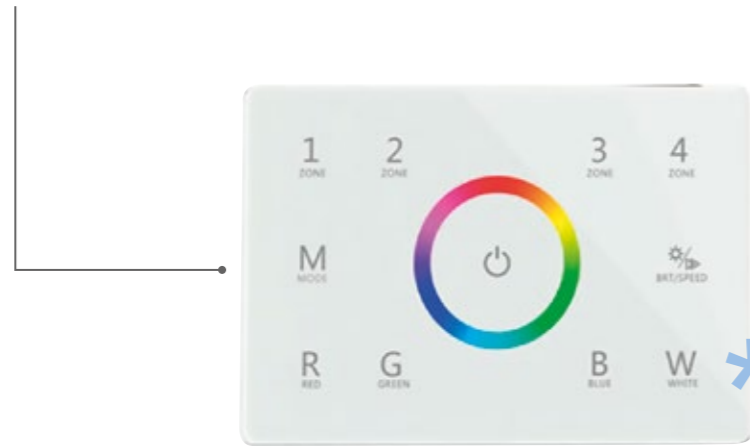 1 2 3 4
ZONE ZONE ZONE ZONE
M
MODE BRT/SPEED
R G B W
RED GREEN BLUE WHITE
*